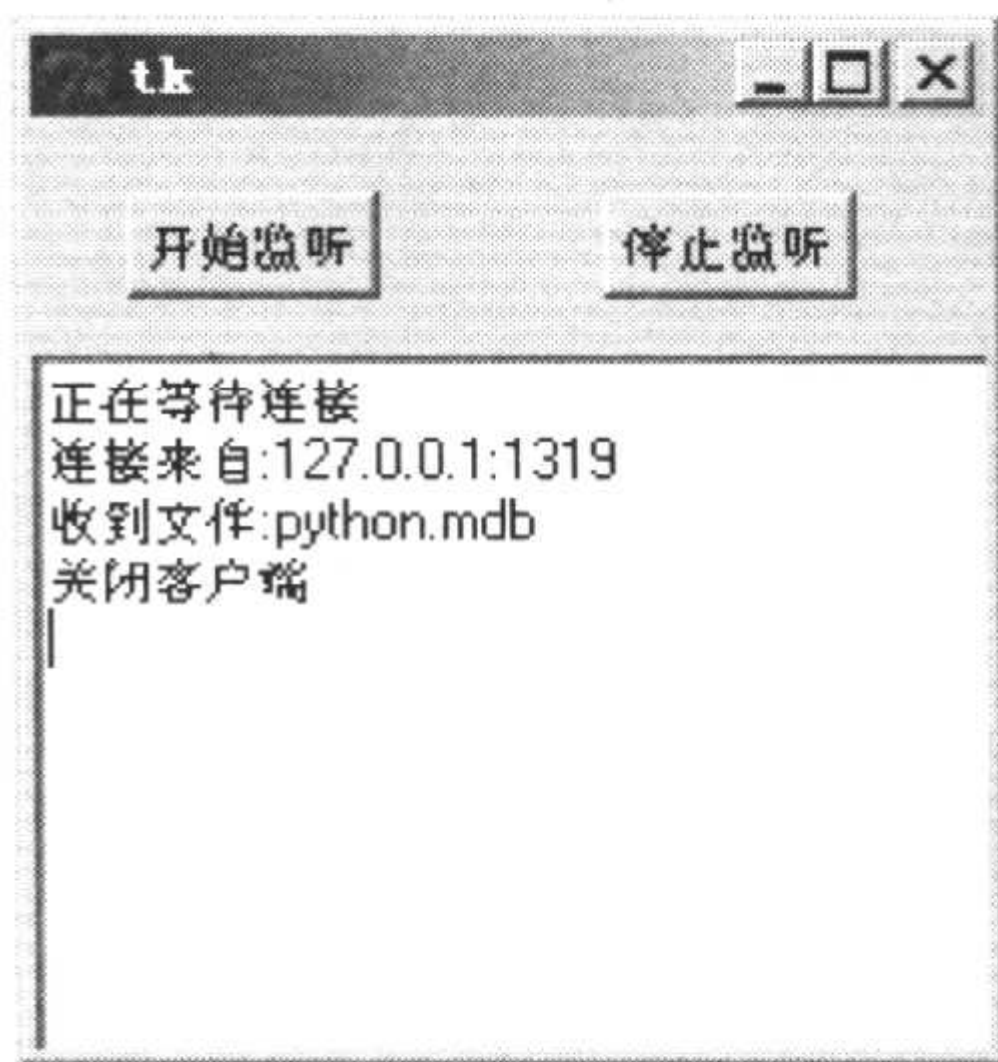 tk
开始监听
停止监听
正在等待连接
连接来自:127.0.0.1:1319
收到文件:python.mdb
关闭客户端